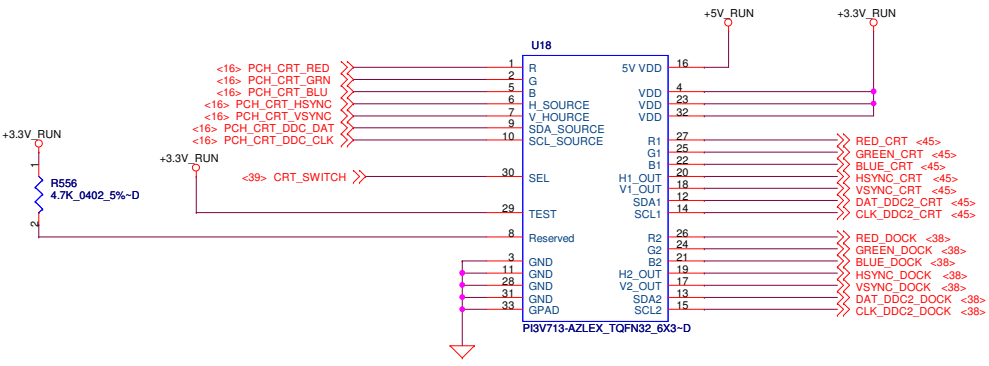 +5V_RUN
+3.3V_RUN
U18
<16> PCH_CRT_RED 1 R 5V VDD 16
<16> PCH_CRT_GRN 2 G
<16> PCH_CRT_BLU 5 B VDD 4
<16> PCH_CRT_HSYNC 6 H_SOURCE VDD 23
<16> PCH_CRT_VSYNC 7 V_HOURCE VDD 32
<16> PCH_CRT_DDC_DAT 9 SDA_SOURCE
<16> PCH_CRT_DDC_CLK 10 SCL_SOURCE
R1 27 RED_CRT <45>
G1 25 GREEN_CRT <45>
B1 22 BLUE_CRT <45>
H1_OUT 20 HSYNC_CRT <45>
V1_OUT 18 VSYNC_CRT <45>
SDA1 12 DAT_DDC2_CRT <45>
SCL1 14 CLK_DDC2_CRT <45>
+3.3V_RUN
1
R556
4.7K_0402_5%~D
2
+3.3V_RUN
<39> CRT_SWITCH 30 SEL
29 TEST
8 Reserved
R2 26 RED_DOCK <38>
G2 24 GREEN_DOCK <38>
B2 21 BLUE_DOCK <38>
H2_OUT 19 HSYNC_DOCK <38>
V2_OUT 17 VSYNC_DOCK <38>
SDA2 13 DAT_DDC2_DOCK <38>
SCL2 15 CLK_DDC2_DOCK <38>
3 GND
11 GND
28 GND
31 GND
33 GPAD
PI3V713-AZLEX_TQFN32_6X3~D